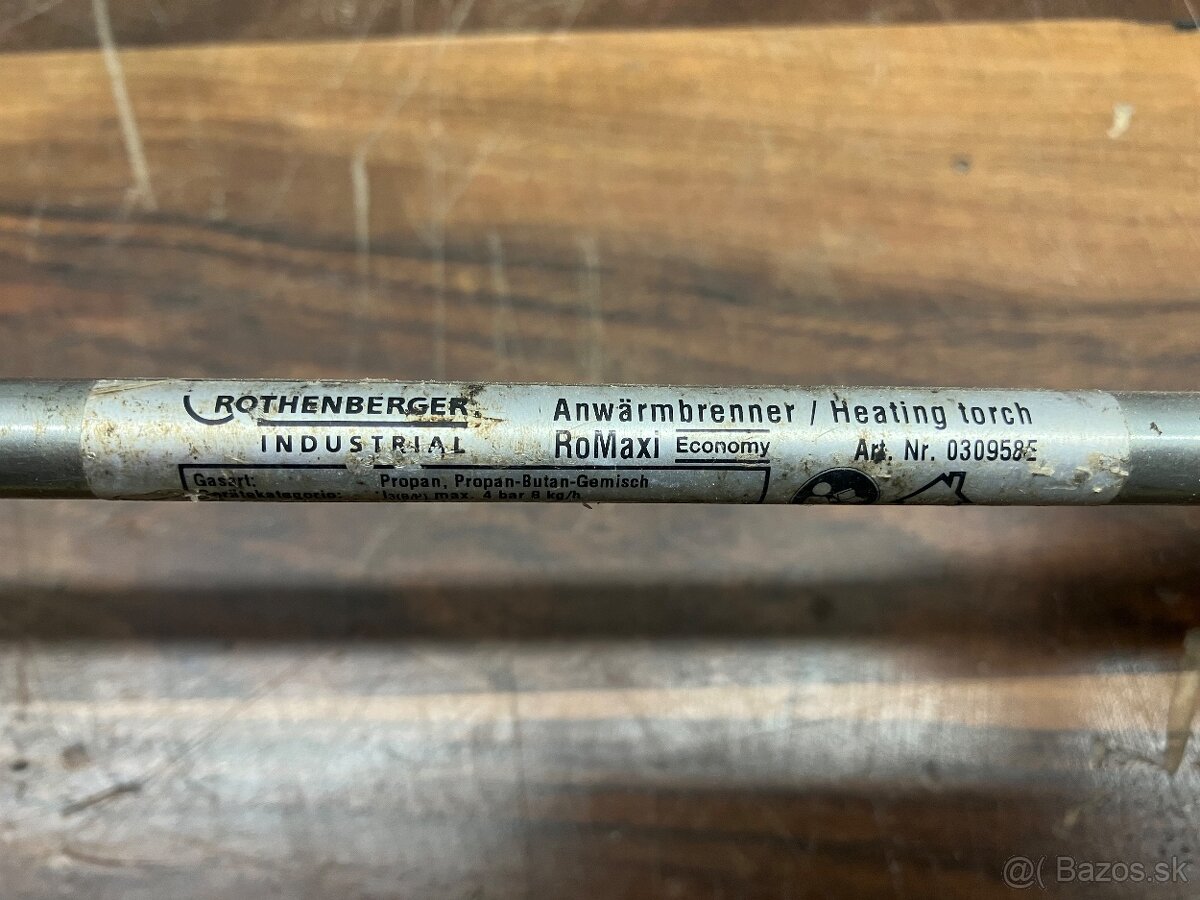 ROTHENBERGER
INDUSTRIAL
Anwärmbrenner / Heating torch
RoMaxi Economy Art. Nr. 030958E
Gasart: Propan, Propan-Butan-Gemisch
Gerätekategorie: max. 4 bar 8 kg/h
@( Bazos.sk